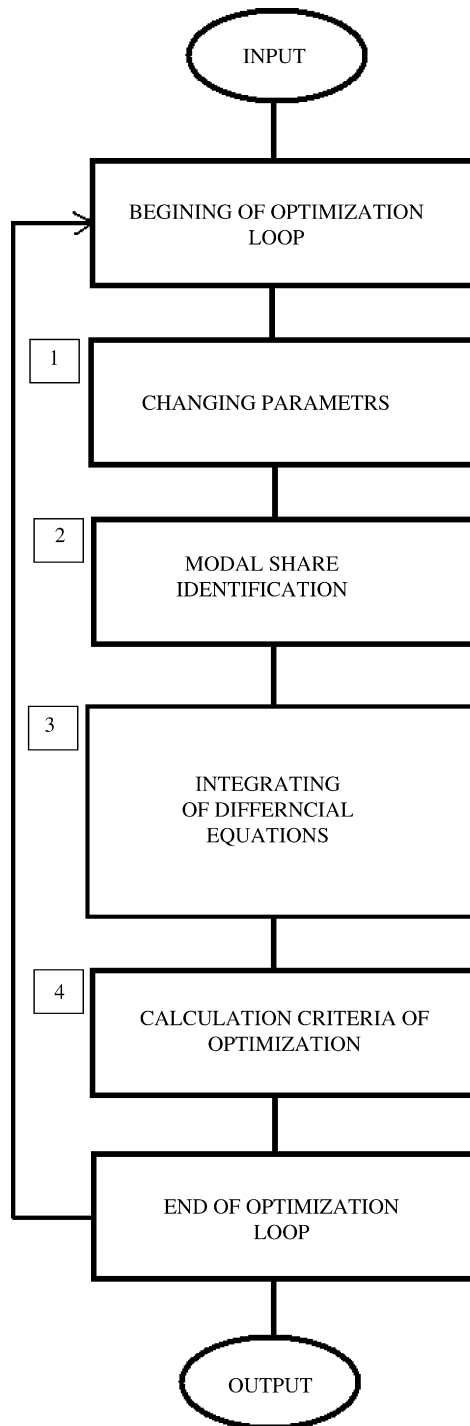 INPUT
BEGINING OF OPTIMIZATION
LOOP
1
CHANGING PARAMETRS
2
MODAL SHARE
IDENTIFICATION
3
INTEGRATING
OF DIFFERNCIAL
EQUATIONS
4
CALCULATION CRITERIA OF
OPTIMIZATION
END OF OPTIMIZATION
LOOP
OUTPUT